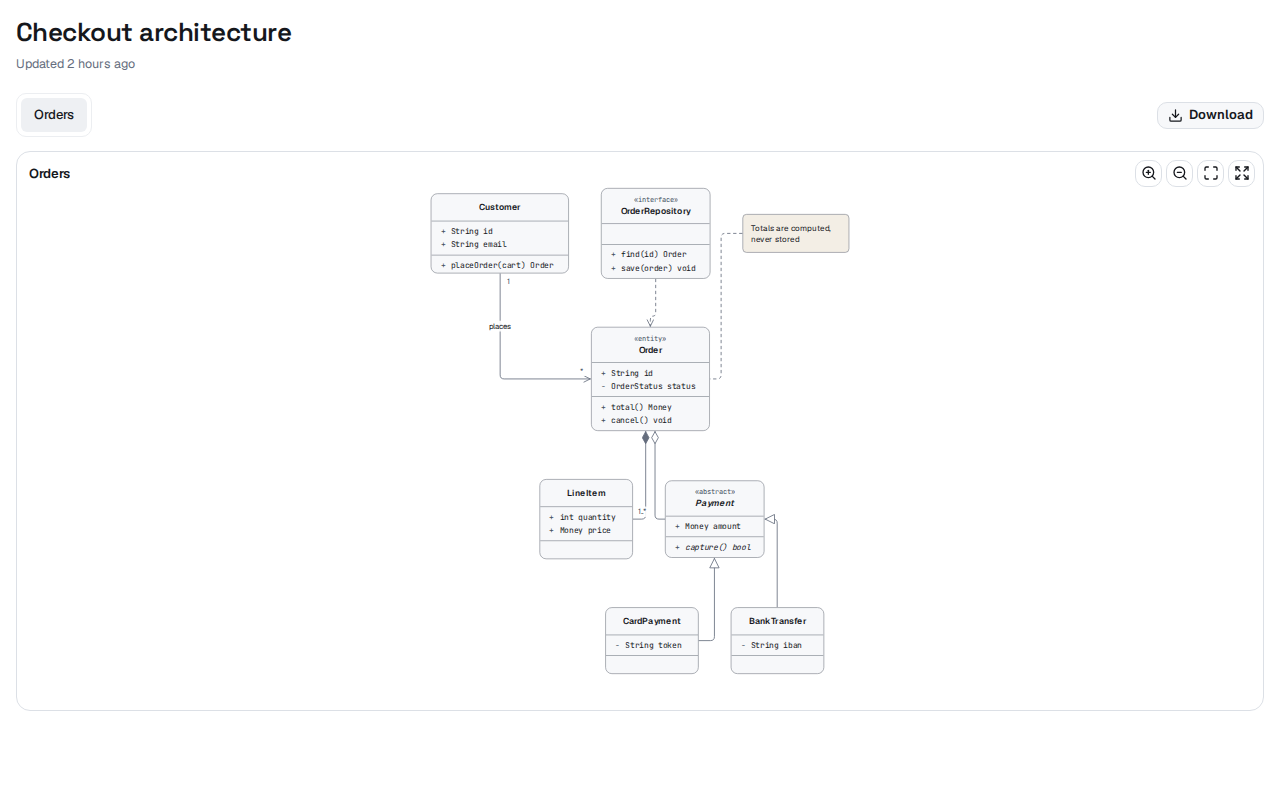 Checkout architecture
Updated 2 hours ago
Orders
Download
Orders
Customer
+ String id
+ String email
+ placeOrder(cart) Order
«interface»
OrderRepository
+ find(id) Order
+ save(order) void
Totals are computed,
never stored
1
places
*
«entity»
Order
+ String id
- OrderStatus status
+ total() Money
+ cancel() void
LineItem
+ int quantity
+ Money price
1..*
«abstract»
Payment
+ Money amount
+ capture() bool
CardPayment
- String token
BankTransfer
- String iban